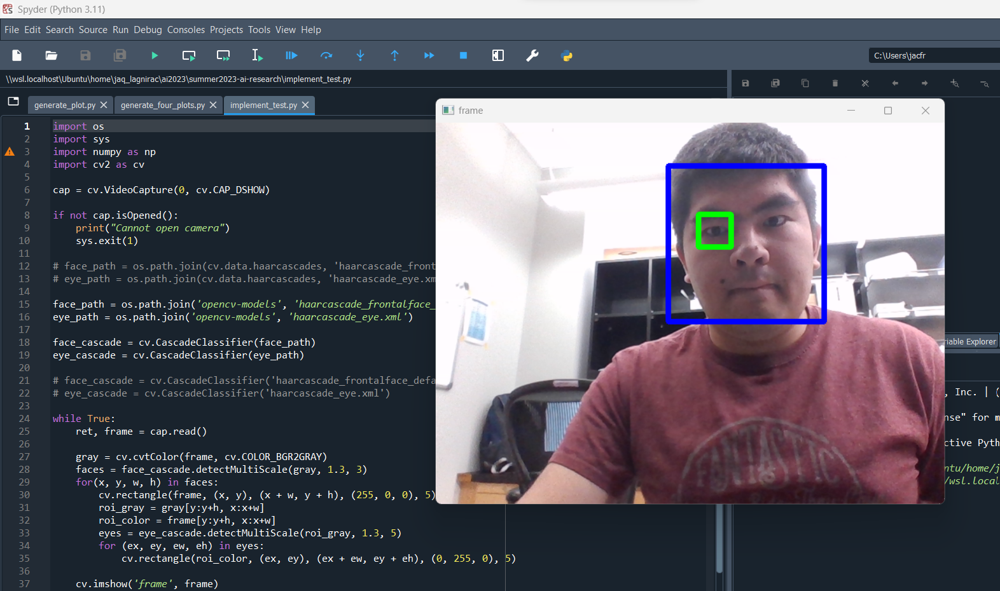 Spyder (Python 3.11)
File Edit Search Source Run Debug Consoles Projects Tools View Help
C:\Users\jacfr
\\wsl.localhost\Ubuntu\home\jaq_lagnirac\ai2023\summer2023-ai-research\implement_test.py
generate_plot.py generate_four_plots.py implement_test.py
frame
1 import os
2 import sys
3 import numpy as np
4 import cv2 as cv
5
6 cap = cv.VideoCapture(0, cv.CAP_DSHOW)
7
8 if not cap.isOpened():
9 print("Cannot open camera")
10 sys.exit(1)
11
12 # face_path = os.path.join(cv.data.haarcascades, 'haarcascade_front
13 # eye_path = os.path.join(cv.data.haarcascades, 'haarcascade_eye.xm
14
15 face_path = os.path.join('opencv-models', 'haarcascade_frontalface_
16 eye_path = os.path.join('opencv-models', 'haarcascade_eye.xml')
17
18 face_cascade = cv.CascadeClassifier(face_path)
19 eye_cascade = cv.CascadeClassifier(eye_path)
20
21 # face_cascade = cv.CascadeClassifier('haarcascade_frontalface_defa
22 # eye_cascade = cv.CascadeClassifier('haarcascade_eye.xml')
23
24 while True:
25 ret, frame = cap.read()
26
27 gray = cv.cvtColor(frame, cv.COLOR_BGR2GRAY)
28 faces = face_cascade.detectMultiScale(gray, 1.3, 3)
29 for(x, y, w, h) in faces:
30 cv.rectangle(frame, (x, y), (x + w, y + h), (255, 0, 0), 5)
31 roi_gray = gray[y:y+h, x:x+w]
32 roi_color = frame[y:y+h, x:x+w]
33 eyes = eye_cascade.detectMultiScale(roi_gray, 1.3, 5)
34 for (ex, ey, ew, eh) in eyes:
35 cv.rectangle(roi_color, (ex, ey), (ex + ew, ey + eh), (0, 255, 0), 5)
36
37 cv.imshow('frame', frame)
FANTASTIC
riable Explorer
, Inc. | (
nse" for m
ctive Pyth
ntu/home/j
/wsl.local